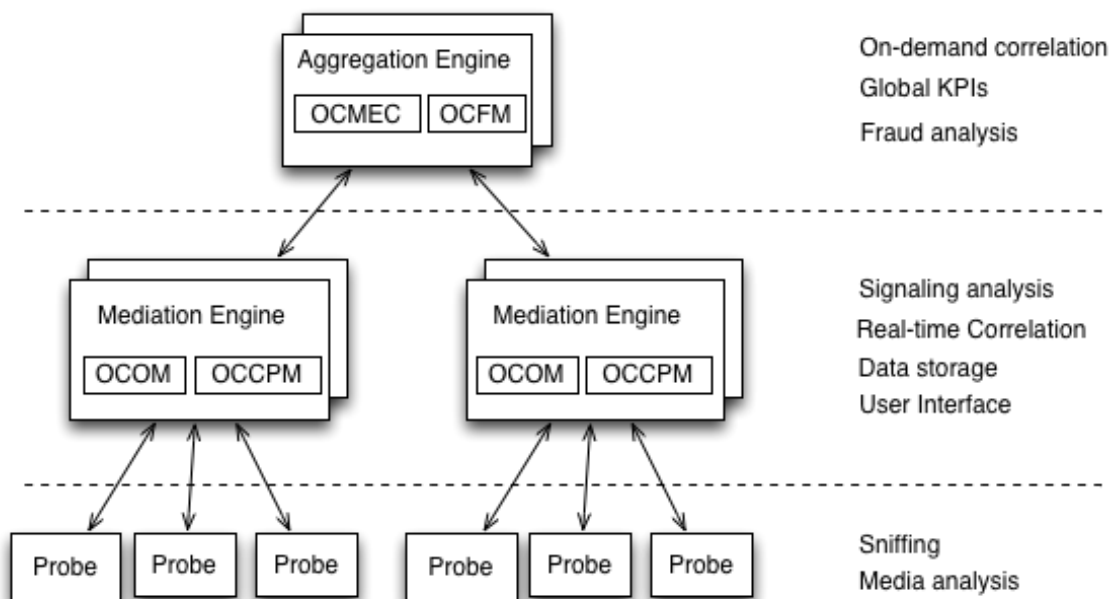 Aggregation Engine
OCMEC OCFM
On-demand correlation
Global KPIs
Fraud analysis
Mediation Engine
OCOM OCCPM
Mediation Engine
OCOM OCCPM
Signaling analysis
Real-time Correlation
Data storage
User Interface
Probe Probe Probe Probe Probe Probe
Sniffing
Media analysis